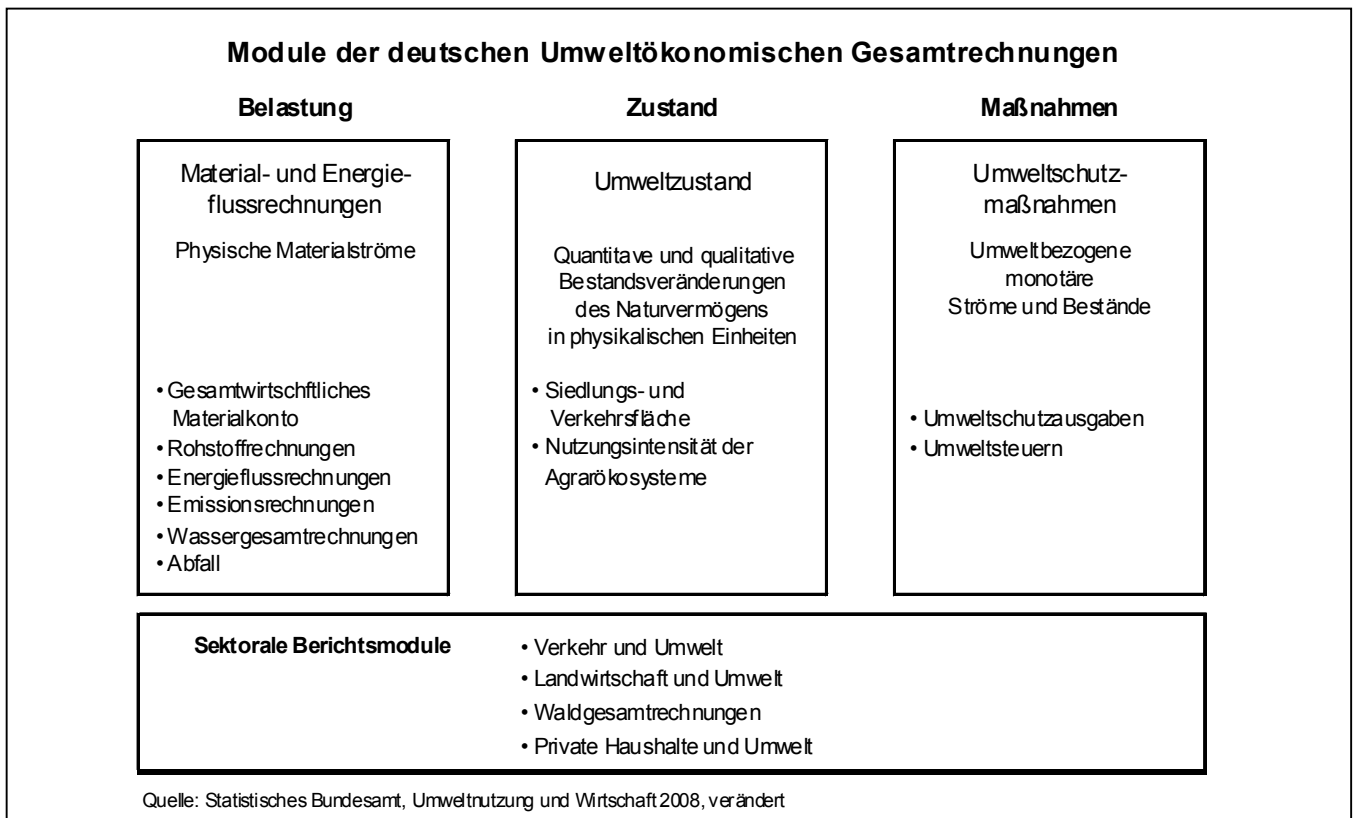 Module der deutschen Umweltökonomischen Gesamtrechnungen
Belastung
Material- und Energie-
flussrechnungen
Physische Materialströme
• Gesamtwirtschftliches
Materialkonto
• Rohstoffrechnungen
• Energieflussrechnungen
• Emissionsrechnungen
• Wassergesamtrechnungen
• Abfall
Zustand
Umweltzustand
Quantitave und qualitative
Bestandsveränderungen
des Naturvermögens
in physikalischen Einheiten
• Siedlungs- und
Verkehrsfläche
• Nutzungsintensität der
Agrarökosysteme
Maßnahmen
Umweltschutz-
maßnahmen
Umweltbezogene
monotäre
Ströme und Bestände
• Umweltschutzausgaben
• Umweltsteuern
Sektorale Berichtsmodule
• Verkehr und Umwelt
• Landwirtschaft und Umwelt
• Waldgesamtrechnungen
• Private Haushalte und Umwelt
Quelle: Statistisches Bundesamt, Umweltnutzung und Wirtschaft 2008, verändert